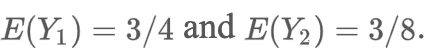 E(Y₁) = 3/4 and E(Y₂) = 3/8.